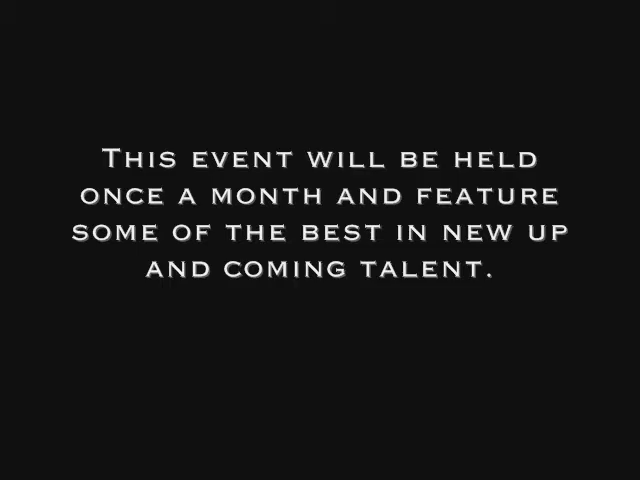 This event will be held
once a month and feature
some of the best in new up
and coming talent.